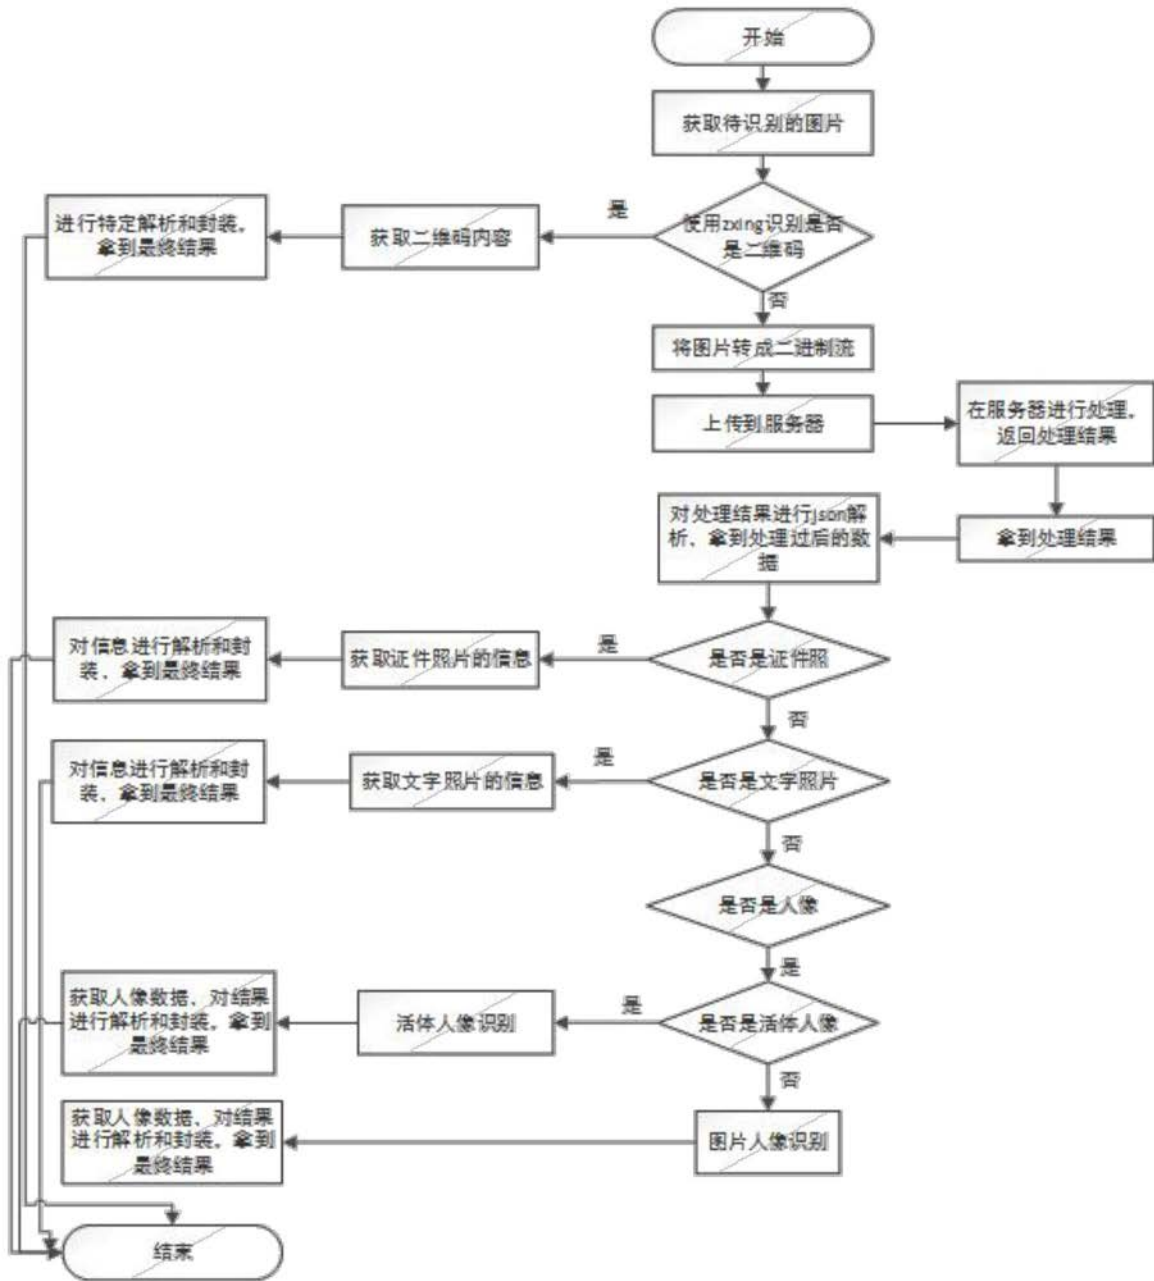 开始
获取待识别的图片
使用zxing识别是否
是二维码
是
获取二维码内容
进行特定解析和封装。
拿到最终结果
否
将图片转成二进制流
上传到服务器
在服务器进行处理。
返回处理结果
拿到处理结果
对处理结果进行json解
析、拿到处理过后的数
据
是否是证件照
是
获取证件照片的信息
对信息进行解析和封
装、拿到最终结果
否
是否是文字照片
是
获取文字照片的信息
对信息进行解析和封
装、拿到最终结果
否
是否是人像
是
是否是活体人像
是
活体人像识别
获取人像数据、对结果
进行解析和封装。拿到
最终结果
否
图片人像识别
获取人像数据、对结果
进行解析和封装。拿到
最终结果
结束